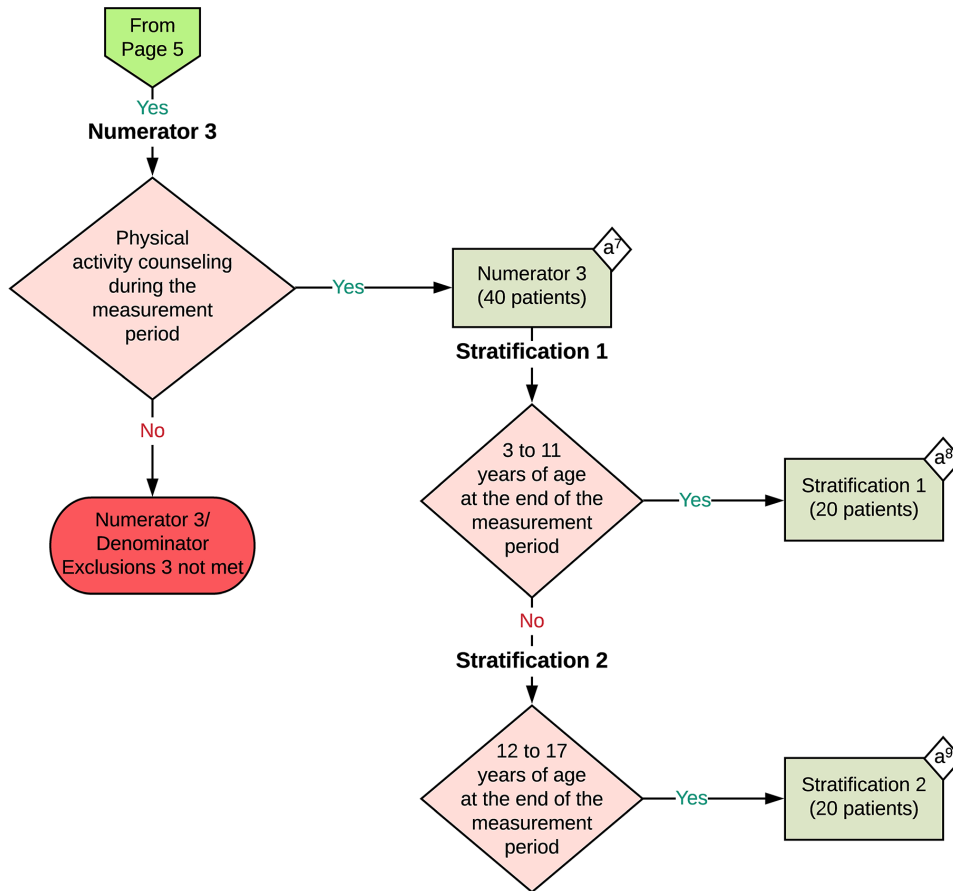 From
Page 5
Yes
Numerator 3
Physical
activity counseling
during the
measurement
period
Yes
Numerator 3
(40 patients)
a⁷
No
Numerator 3/
Denominator
Exclusions 3 not met
Stratification 1
3 to 11
years of age
at the end of the
measurement
period
Yes
Stratification 1
(20 patients)
a⁸
No
Stratification 2
12 to 17
years of age
at the end of the
measurement
period
Yes
Stratification 2
(20 patients)
a⁹